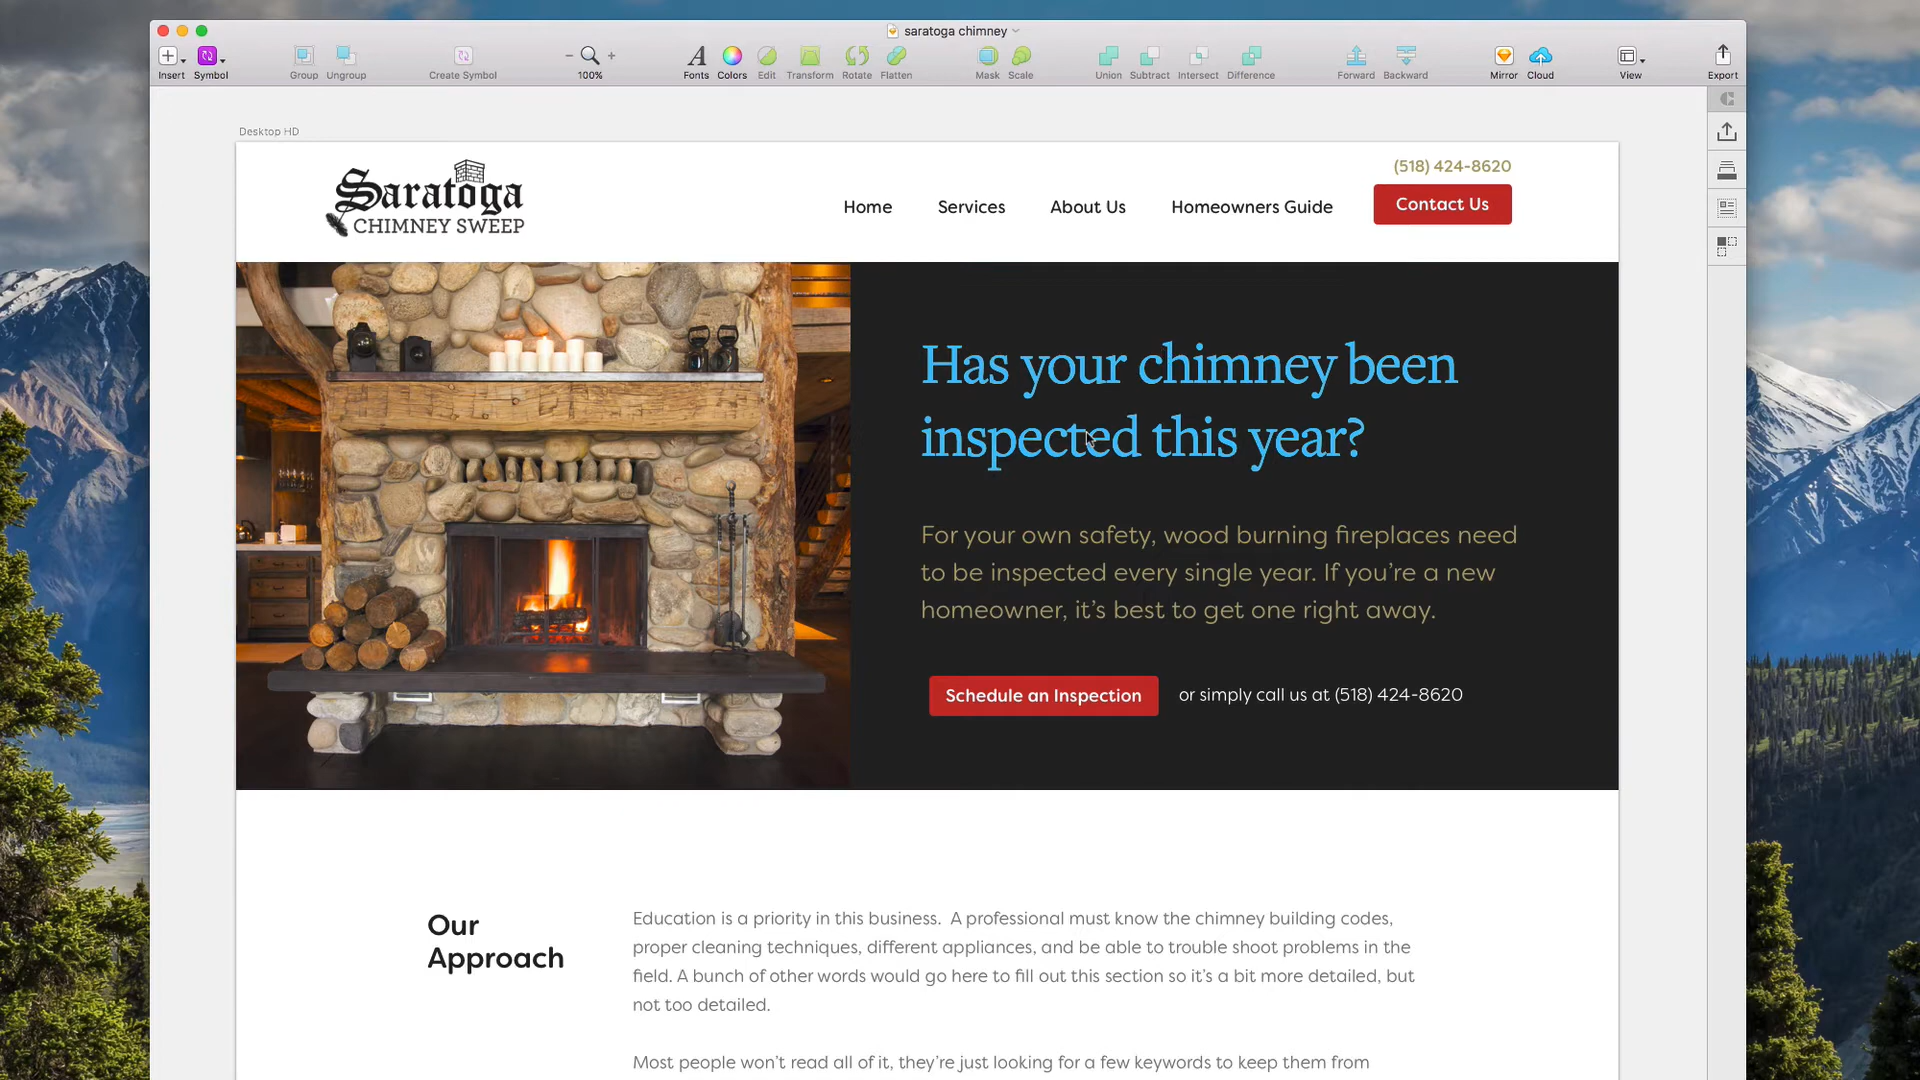 saratoga chimney
Insert
Symbol
Group
Ungroup
Create Symbol
100%
Fonts
Colors
Edit
Transform
Rotate
Flatten
Mask
Scale
Union
Subtract
Intersect
Difference
Forward
Backward
Mirror
Cloud
View
Export
Desktop HD
Saratoga
CHIMNEY SWEEP
(518) 424-8620
Home
Services
About Us
Homeowners Guide
Contact Us
Has your chimney been
inspected this year?
For your own safety, wood burning fireplaces need
to be inspected every single year. If you’re a new
homeowner, it’s best to get one right away.
Schedule an Inspection
or simply call us at (518) 424-8620
Our
Approach
Education is a priority in this business.  A professional must know the chimney building codes,
proper cleaning techniques, different appliances, and be able to trouble shoot problems in the
field. A bunch of other words would go here to fill out this section so it’s a bit more detailed, but
not too detailed.
Most people won’t read all of it, they’re just looking for a few keywords to keep them from